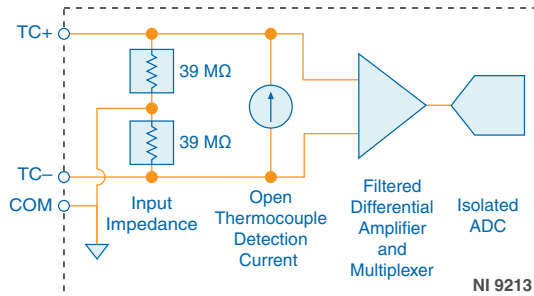 TC+
39 MΩ
39 MΩ
TC–
COM
Input
Impedance
Open
Thermocouple
Detection
Current
Filtered
Differential
Amplifier
and
Multiplexer
Isolated
ADC
NI 9213